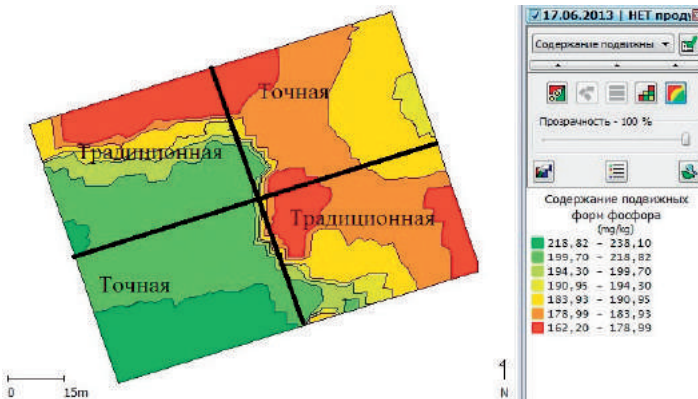 Точная
Традиционная
Традиционная
Точная
0 15m
N
17.06.2013 | НЕТ проду
Содержание подвижны
Прозрачность - 100 %
Содержание подвижных
форм фосфора
(mg/kg)
218,82 - 238,10
199,70 - 218,82
194,30 - 199,70
190,95 - 194,30
183,93 - 190,95
178,99 - 183,93
162,20 - 178,99